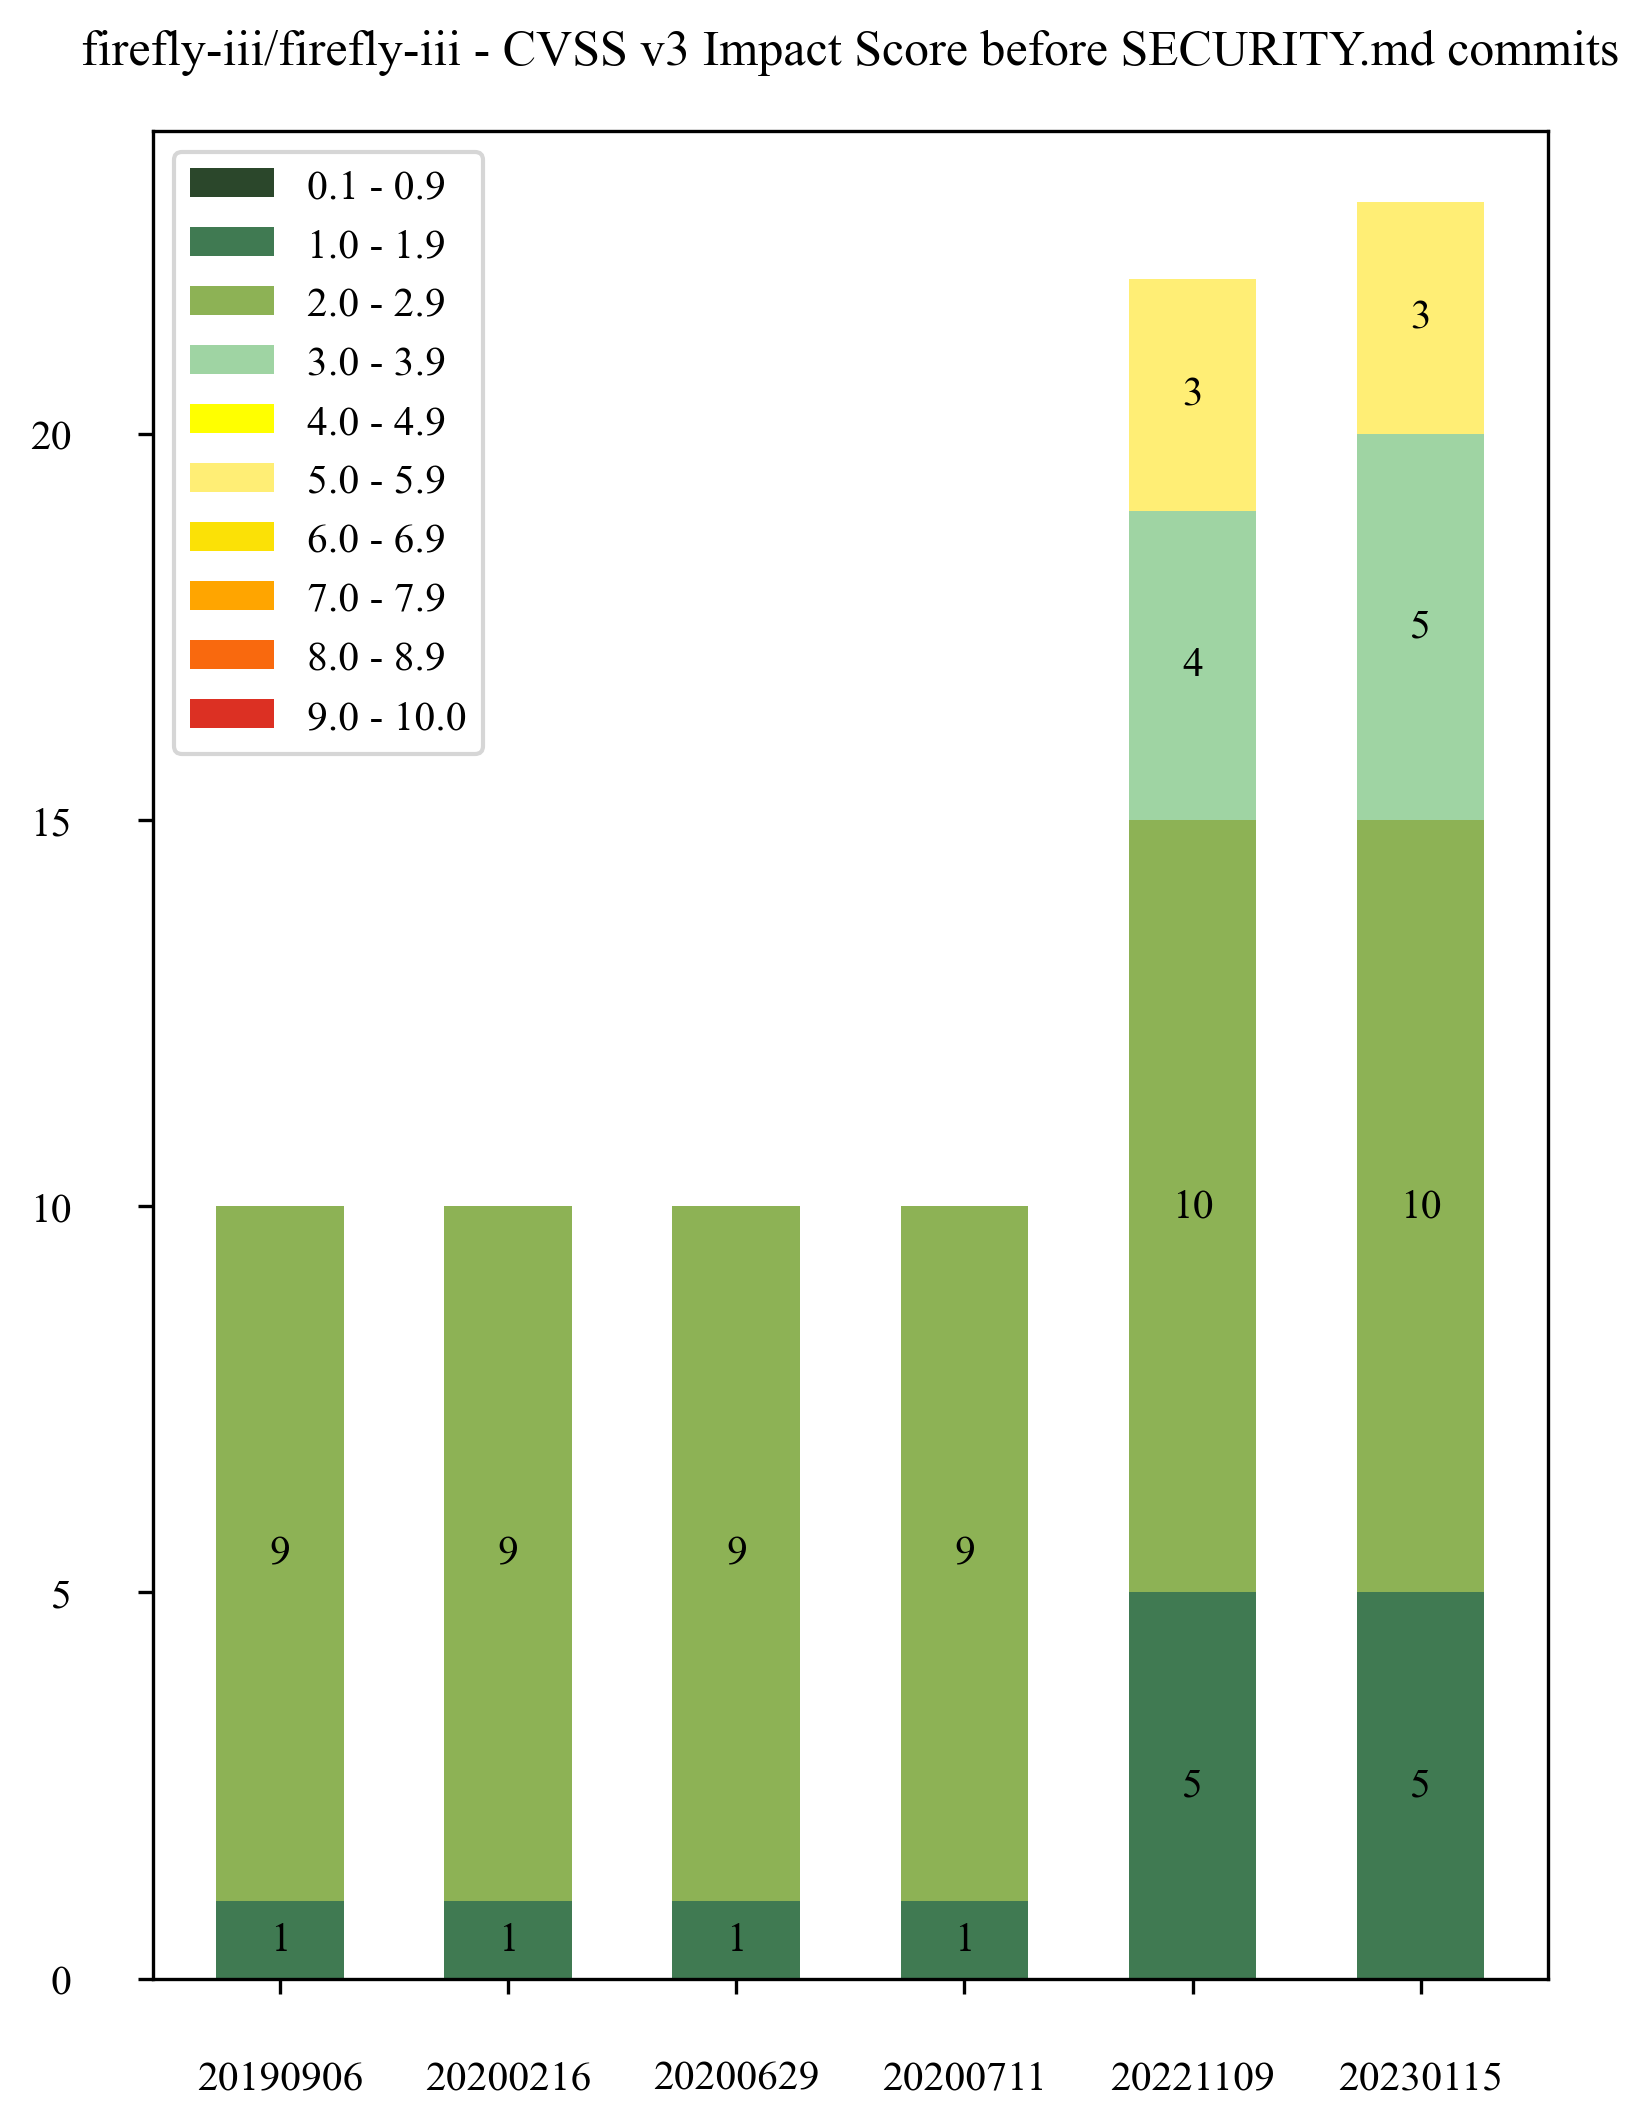 firefly-iii/firefly-iii - CVSS v3 Impact Score before SECURITY.md commits
0.1 - 0.9
1.0 - 1.9
2.0 - 2.9
3.0 - 3.9
4.0 - 4.9
5.0 - 5.9
6.0 - 6.9
7.0 - 7.9
8.0 - 8.9
9.0 - 10.0
3
3
20
5
4
15
10 10
10
9 9 9 9
5
5 5
1 1 1 1
0
20190906 20200216 20200629 20200711 20221109 20230115